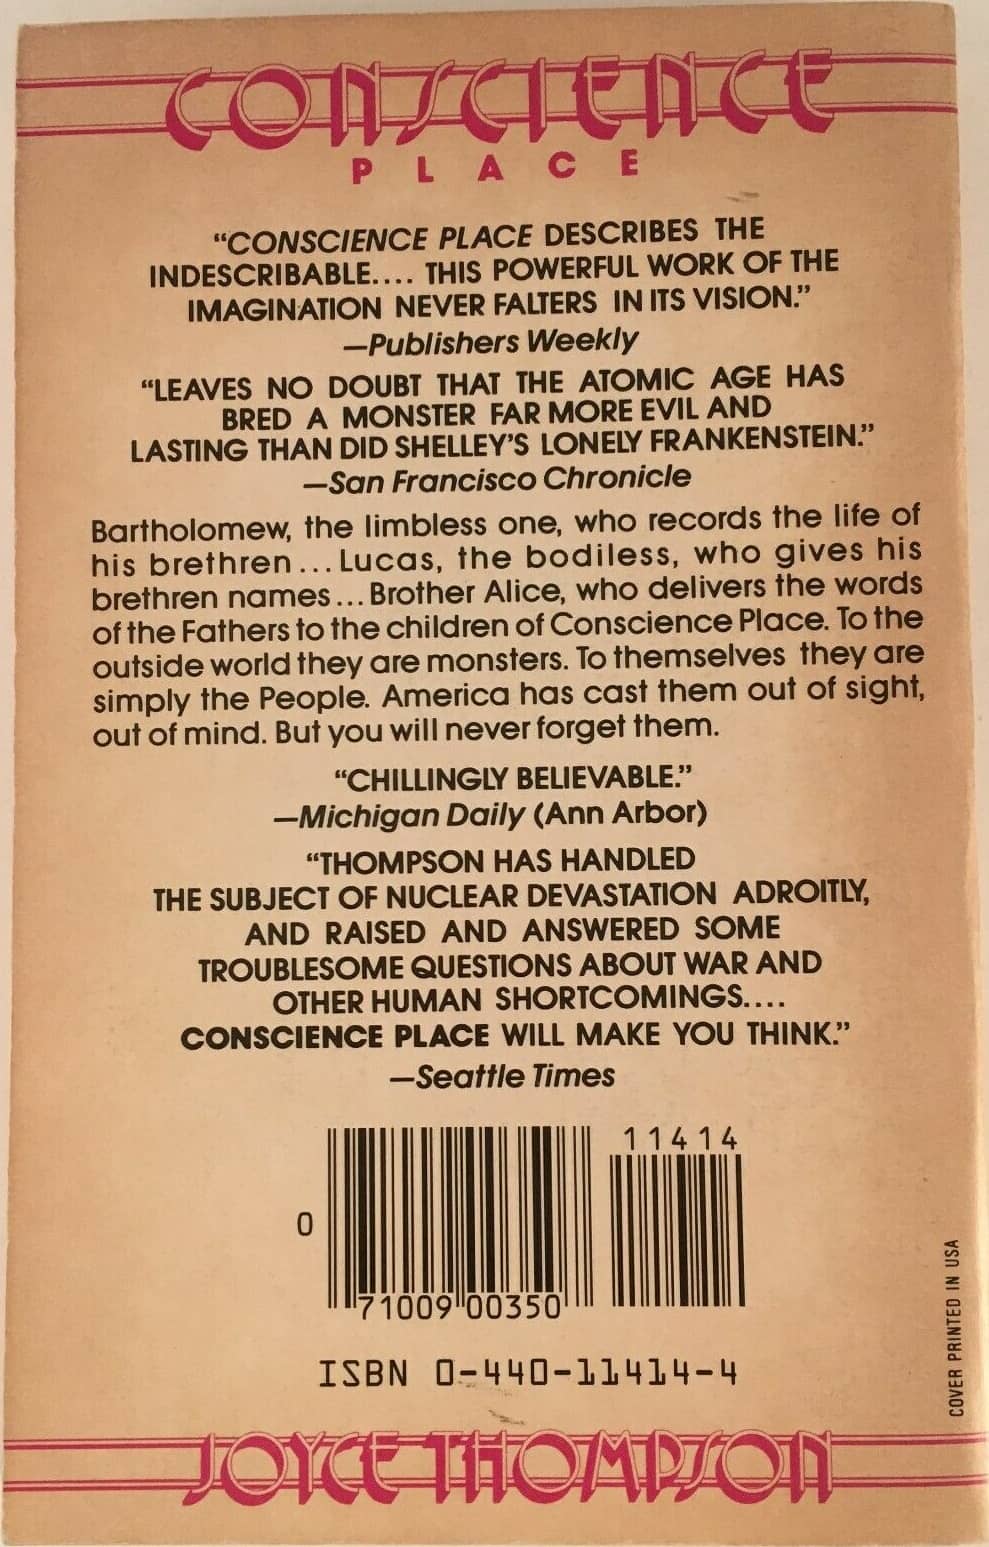 CONSCIENCE
PLACE
“CONSCIENCE PLACE DESCRIBES THE
INDESCRIBABLE.... THIS POWERFUL WORK OF THE
IMAGINATION NEVER FALTERS IN ITS VISION.”
—Publishers Weekly
“LEAVES NO DOUBT THAT THE ATOMIC AGE HAS
BRED A MONSTER FAR MORE EVIL AND
LASTING THAN DID SHELLEY’S LONELY FRANKENSTEIN.”
—San Francisco Chronicle
Bartholomew, the limbless one, who records the life of
his brethren...Lucas, the bodiless, who gives his
brethren names...Brother Alice, who delivers the words
of the Fathers to the children of Conscience Place. To the
outside world they are monsters. To themselves they are
simply the People. America has cast them out of sight,
out of mind. But you will never forget them.
“CHILLINGLY BELIEVABLE.”
—Michigan Daily (Ann Arbor)
“THOMPSON HAS HANDLED
THE SUBJECT OF NUCLEAR DEVASTATION ADROITLY,
AND RAISED AND ANSWERED SOME
TROUBLESOME QUESTIONS ABOUT WAR AND
OTHER HUMAN SHORTCOMINGS....
CONSCIENCE PLACE WILL MAKE YOU THINK.”
—Seattle Times
11414
0
71009 00350
ISBN 0-440-11414-4
COVER PRINTED IN USA
JOYCE THOMPSON